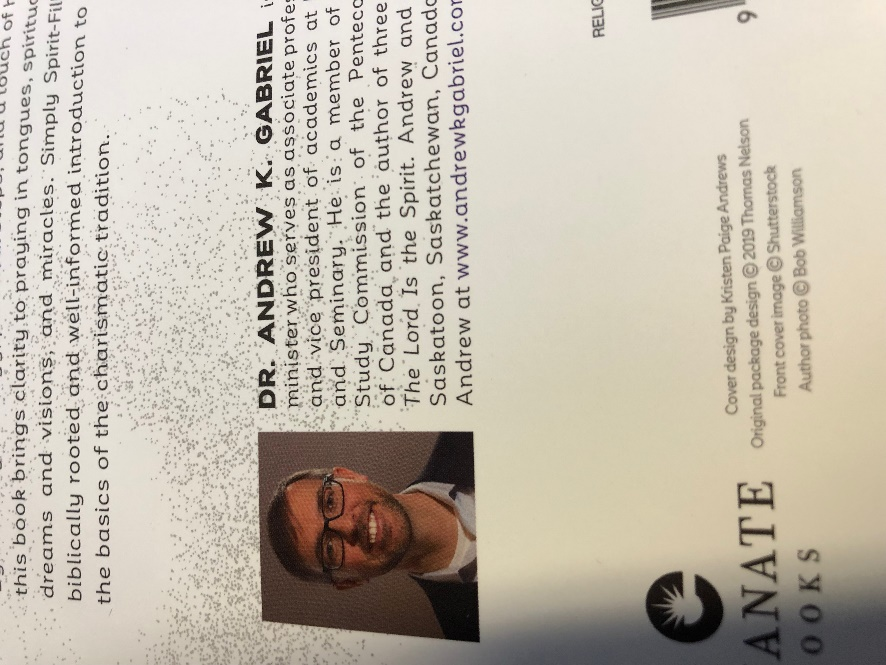 this book brings clarity to praying in tongues, spiritu
dreams and visions, and miracles. Simply Spirit-Fil
biblically rooted and well-informed introduction to
the basics of the charismatic tradition.
DR. ANDREW K. GABRIEL
minister who serves as associate profes
and vice president of academics at
and Seminary. He is a member of
Study Commission of the Penteco
of Canada and the author of three
The Lord Is the Spirit. Andrew and
Saskatoon, Saskatchewan, Canad
Andrew at www.andrewkgabriel.co
RELIG
9
Cover design by Kristen Paige Andrews
Original package design © 2019 Thomas Nelson
Front cover image © Shutterstock
Author photo © Bob Williamson
ANATE
OOKS